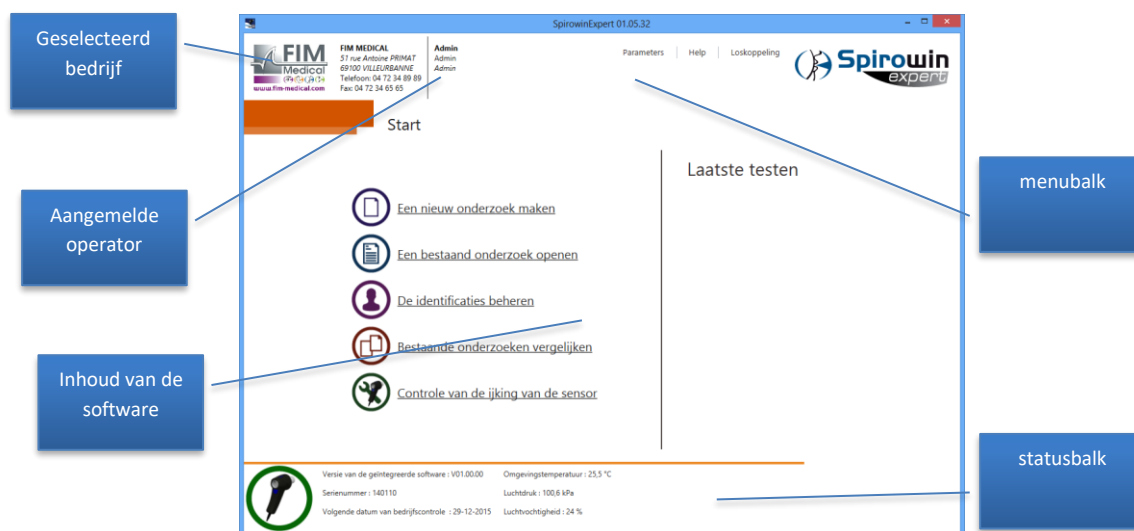 SpirowinExpert 01.05.32
Geselecteerd
bedrijf
FIM
Medical
www.fim-medical.com
FIM MEDICAL
51 rue Antoine PRIMAT
69100 VILLEURBANNE
Telefoon: 04 72 34 89 89
Fax: 04 72 34 65 65
Admin
Admin
Admin
Parameters
Help
Loskoppeling
Spirowin
expert
Start
Laatste testen
menubalk
Aangemelde
operator
Een nieuw onderzoek maken
Een bestaand onderzoek openen
De identificaties beheren
Bestaande onderzoeken vergelijken
Controle van de ijking van de sensor
Inhoud van de
software
statusbalk
Versie van de geïntegreerde software : V01.00.00
Omgevingstemperatuur : 25,5 °C
Serienummer : 140110
Luchtdruk : 100,6 kPa
Volgende datum van bedrijfscontrole : 29-12-2015
Luchtvochtigheid : 24 %